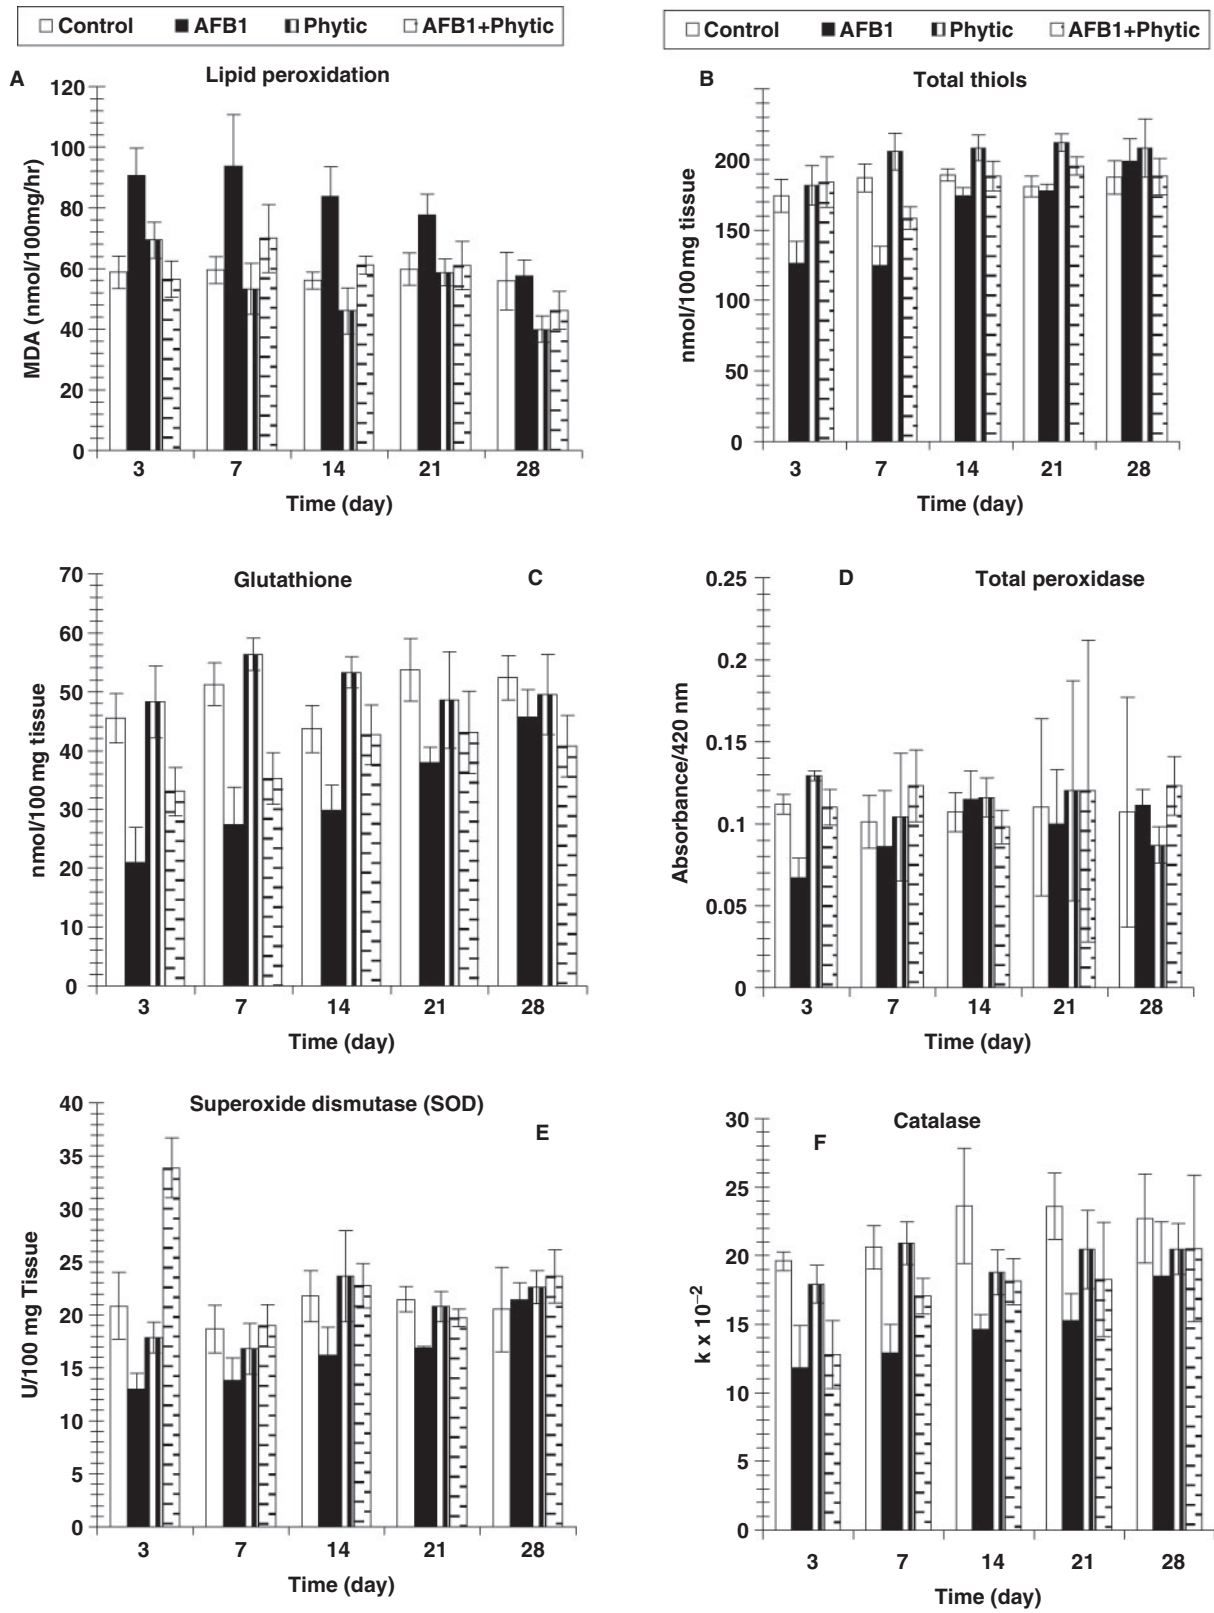 Control AFB1 Phytic AFB1+Phytic
A
Lipid peroxidation
MDA (nmol/100mg/hr)
120
100
80
60
40
20
0
3 7 14 21 28
Time (day)
Control AFB1 Phytic AFB1+Phytic
B
Total thiols
nmol/100mg tissue
200
150
100
50
0
3 7 14 21 28
Time (day)
Glutathione
C
nmol/100mg tissue
70
60
50
40
30
20
10
0
3 7 14 21 28
Time (day)
D
Total peroxidase
Absorbance/420 nm
0.25
0.2
0.15
0.1
0.05
0
3 7 14 21 28
Time (day)
Superoxide dismutase (SOD)
E
U/100 mg Tissue
40
35
30
25
20
15
10
5
0
3 7 14 21 28
Time (day)
Catalase
F
k x 10⁻²
30
25
20
15
10
5
0
3 7 14 21 28
Time (day)